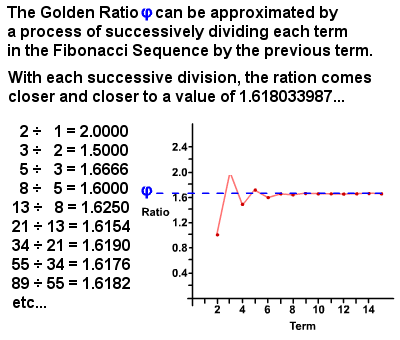 The Golden Ratio φ can be approximated by
a process of successively dividing each term
in the Fibonacci Sequence by the previous term.
With each successive division, the ration comes
closer and closer to a value of 1.618033987...
2 ÷ 1 = 2.0000
3 ÷ 2 = 1.5000
5 ÷ 3 = 1.6666
8 ÷ 5 = 1.6000
13 ÷ 8 = 1.6250
21 ÷ 13 = 1.6154
34 ÷ 21 = 1.6190
55 ÷ 34 = 1.6176
89 ÷ 55 = 1.6182
etc...
2.4
2.0
φ
1.6
Ratio
1.2
0.8
0.4
2 4 6 8 10 12 14
Term